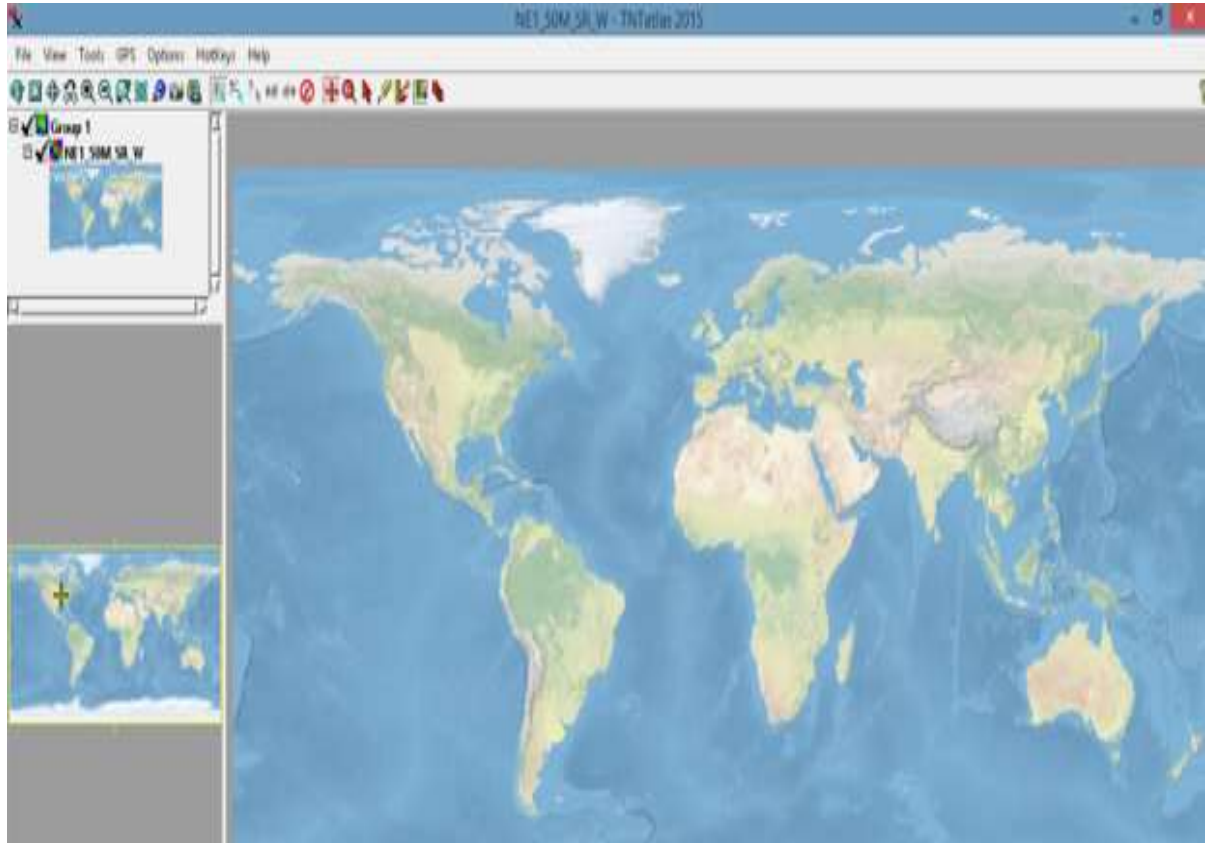 NE1_50M_SR_W - TNTatlas 2015
File View Tools GPS Options HotKeys Help
Group 1
NE1_50M_SR_W